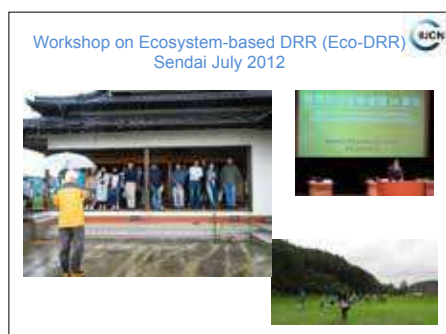 Workshop on Ecosystem-based DRR (Eco-DRR)
Sendai July 2012
IUCN